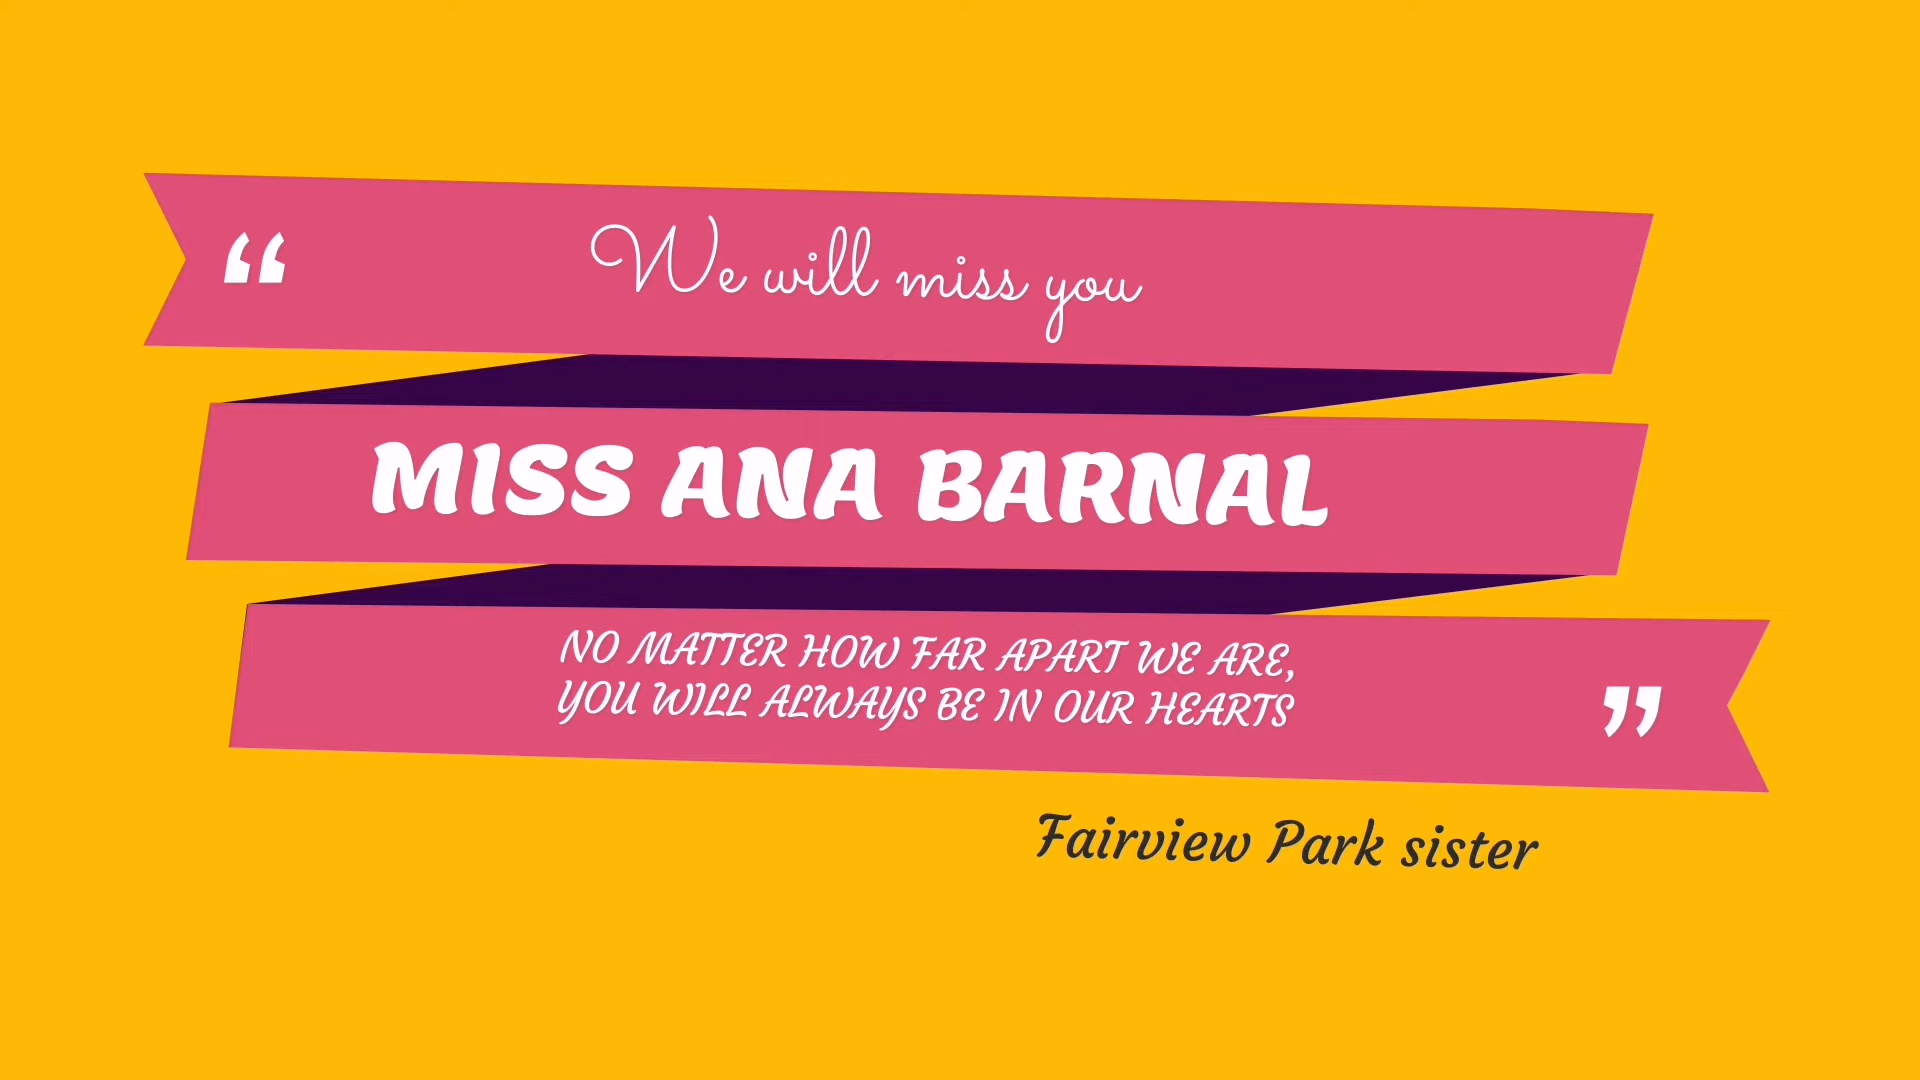 “
We will miss you
MISS ANA BARNAL
NO MATTER HOW FAR APART WE ARE,
YOU WILL ALWAYS BE IN OUR HEARTS
”
Fairview Park sister